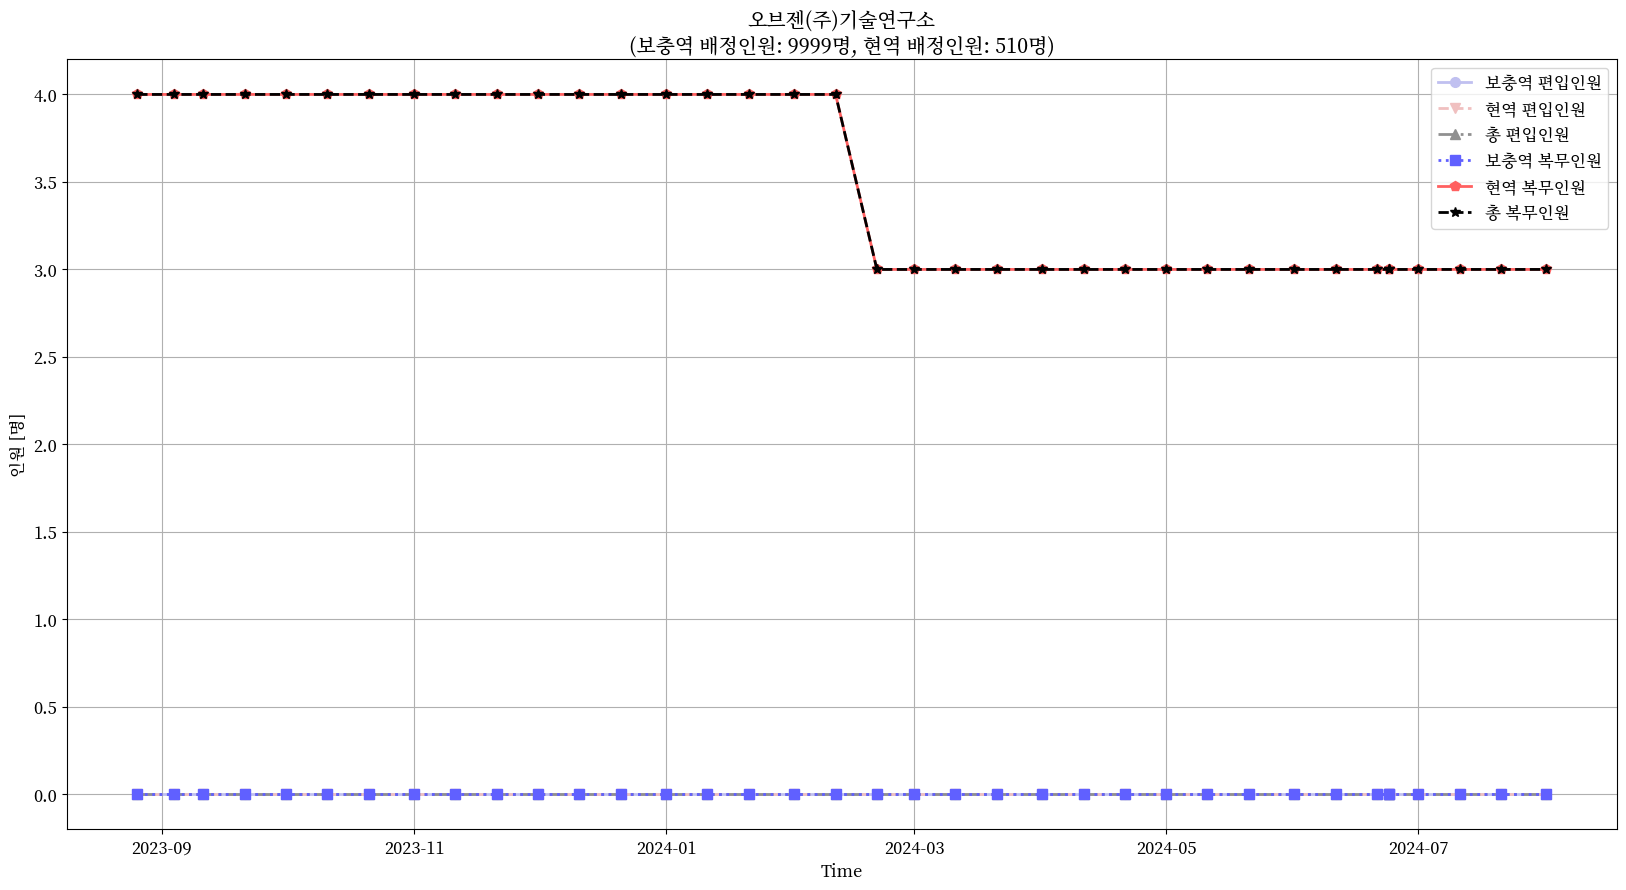 오브젠(주)기술연구소
(보충역 배정인원: 9999명, 현역 배정인원: 510명)
보충역 편입인원
현역 편입인원
총 편입인원
보충역 복무인원
현역 복무인원
총 복무인원
4.0
3.5
3.0
2.5
2.0
1.5
1.0
0.5
0.0
인원 [명]
2023-09 2023-11 2024-01 2024-03 2024-05 2024-07
Time